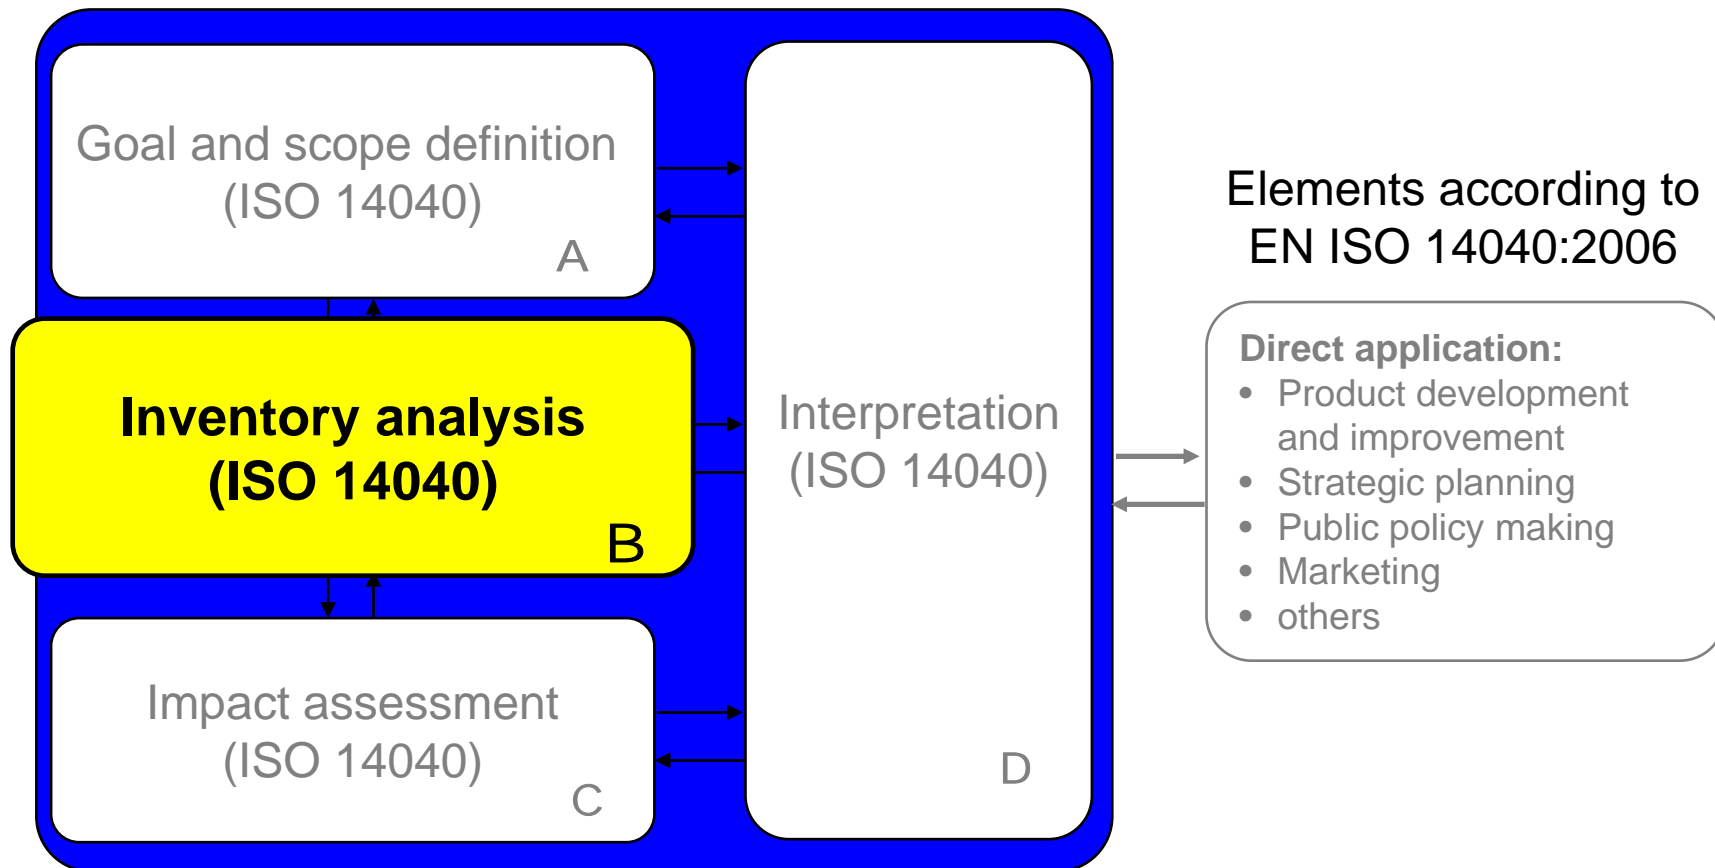 Goal and scope definition
(ISO 14040)
A
Inventory analysis
(ISO 14040)
B
Impact assessment
(ISO 14040)
C
Interpretation
(ISO 14040)
D
Elements according to
EN ISO 14040:2006
Direct application:
• Product development
and improvement
• Strategic planning
• Public policy making
• Marketing
• others